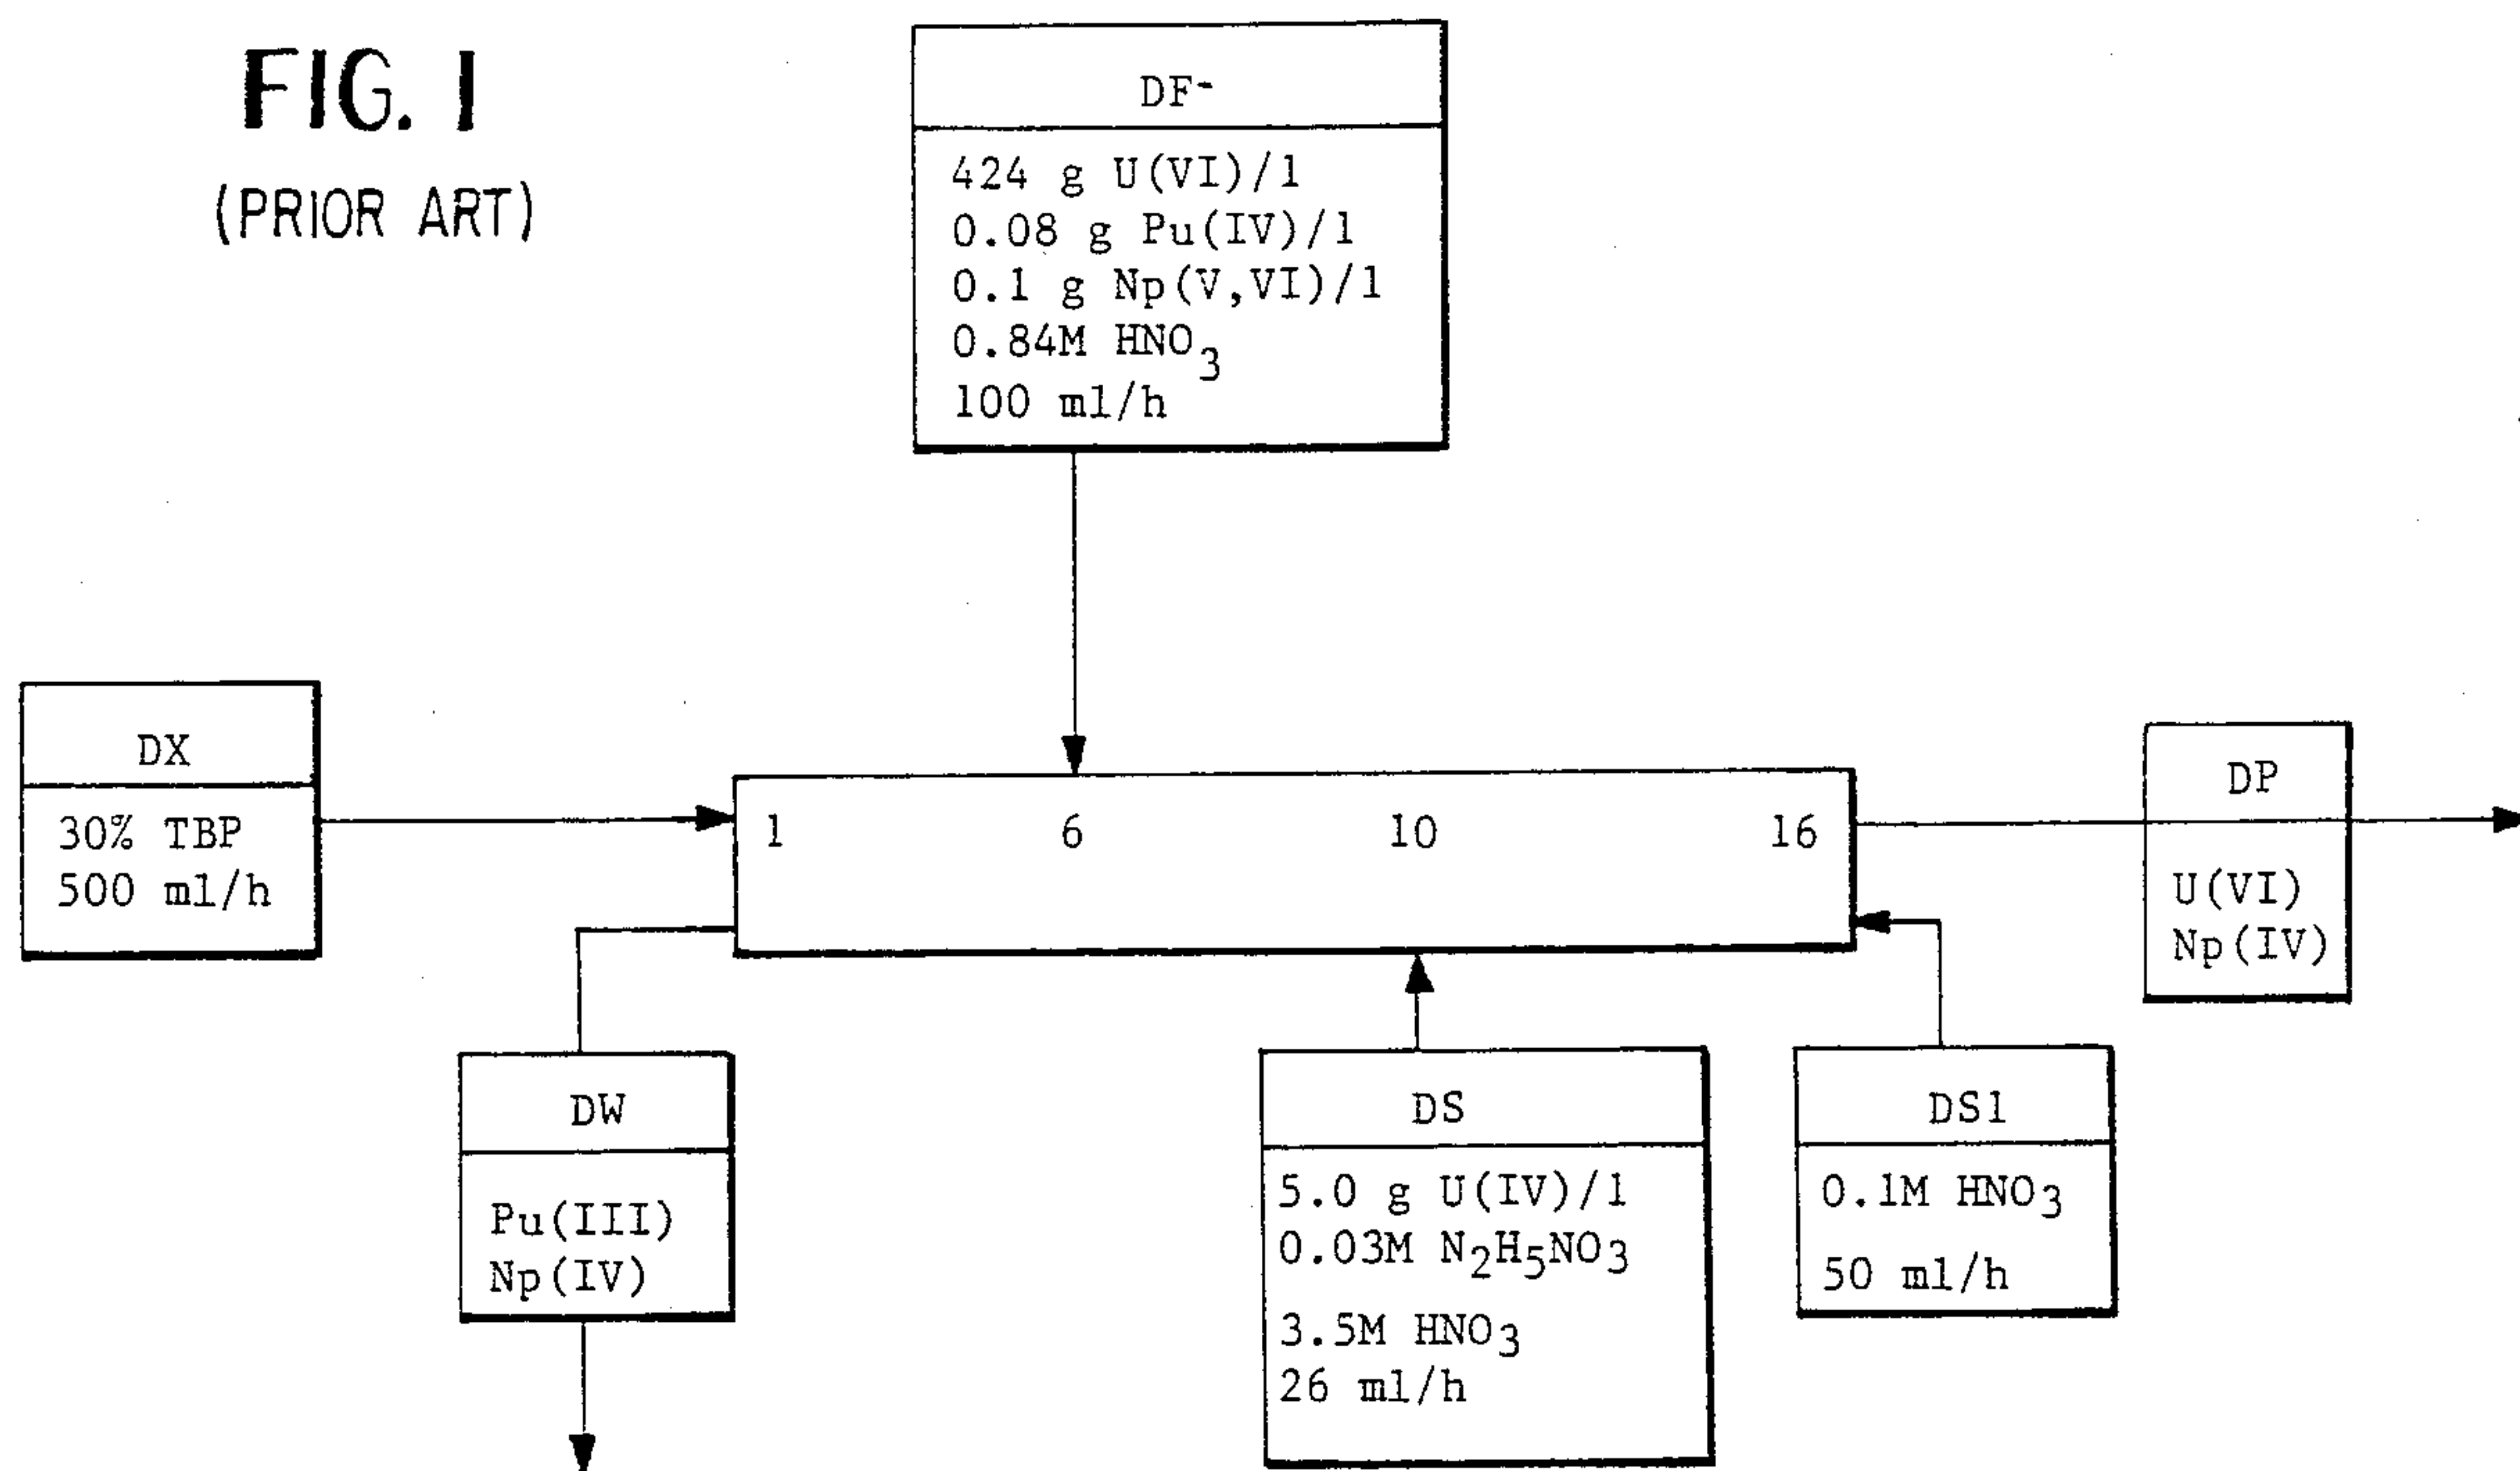 FIG. 1
(PRIOR ART)
DF-
424 g U(VI)/l
0.08 g Pu(IV)/l
0.1 g Np(V,VI)/l
0.84M HNO3
100 ml/h
DX
30% TBP
500 ml/h
1 6 10 16
DP
U(VI)
Np(IV)
DW
Pu(III)
Np(IV)
DS
5.0 g U(IV)/l
0.03M N2H5NO3
3.5M HNO3
26 ml/h
DS1
0.1M HNO3
50 ml/h